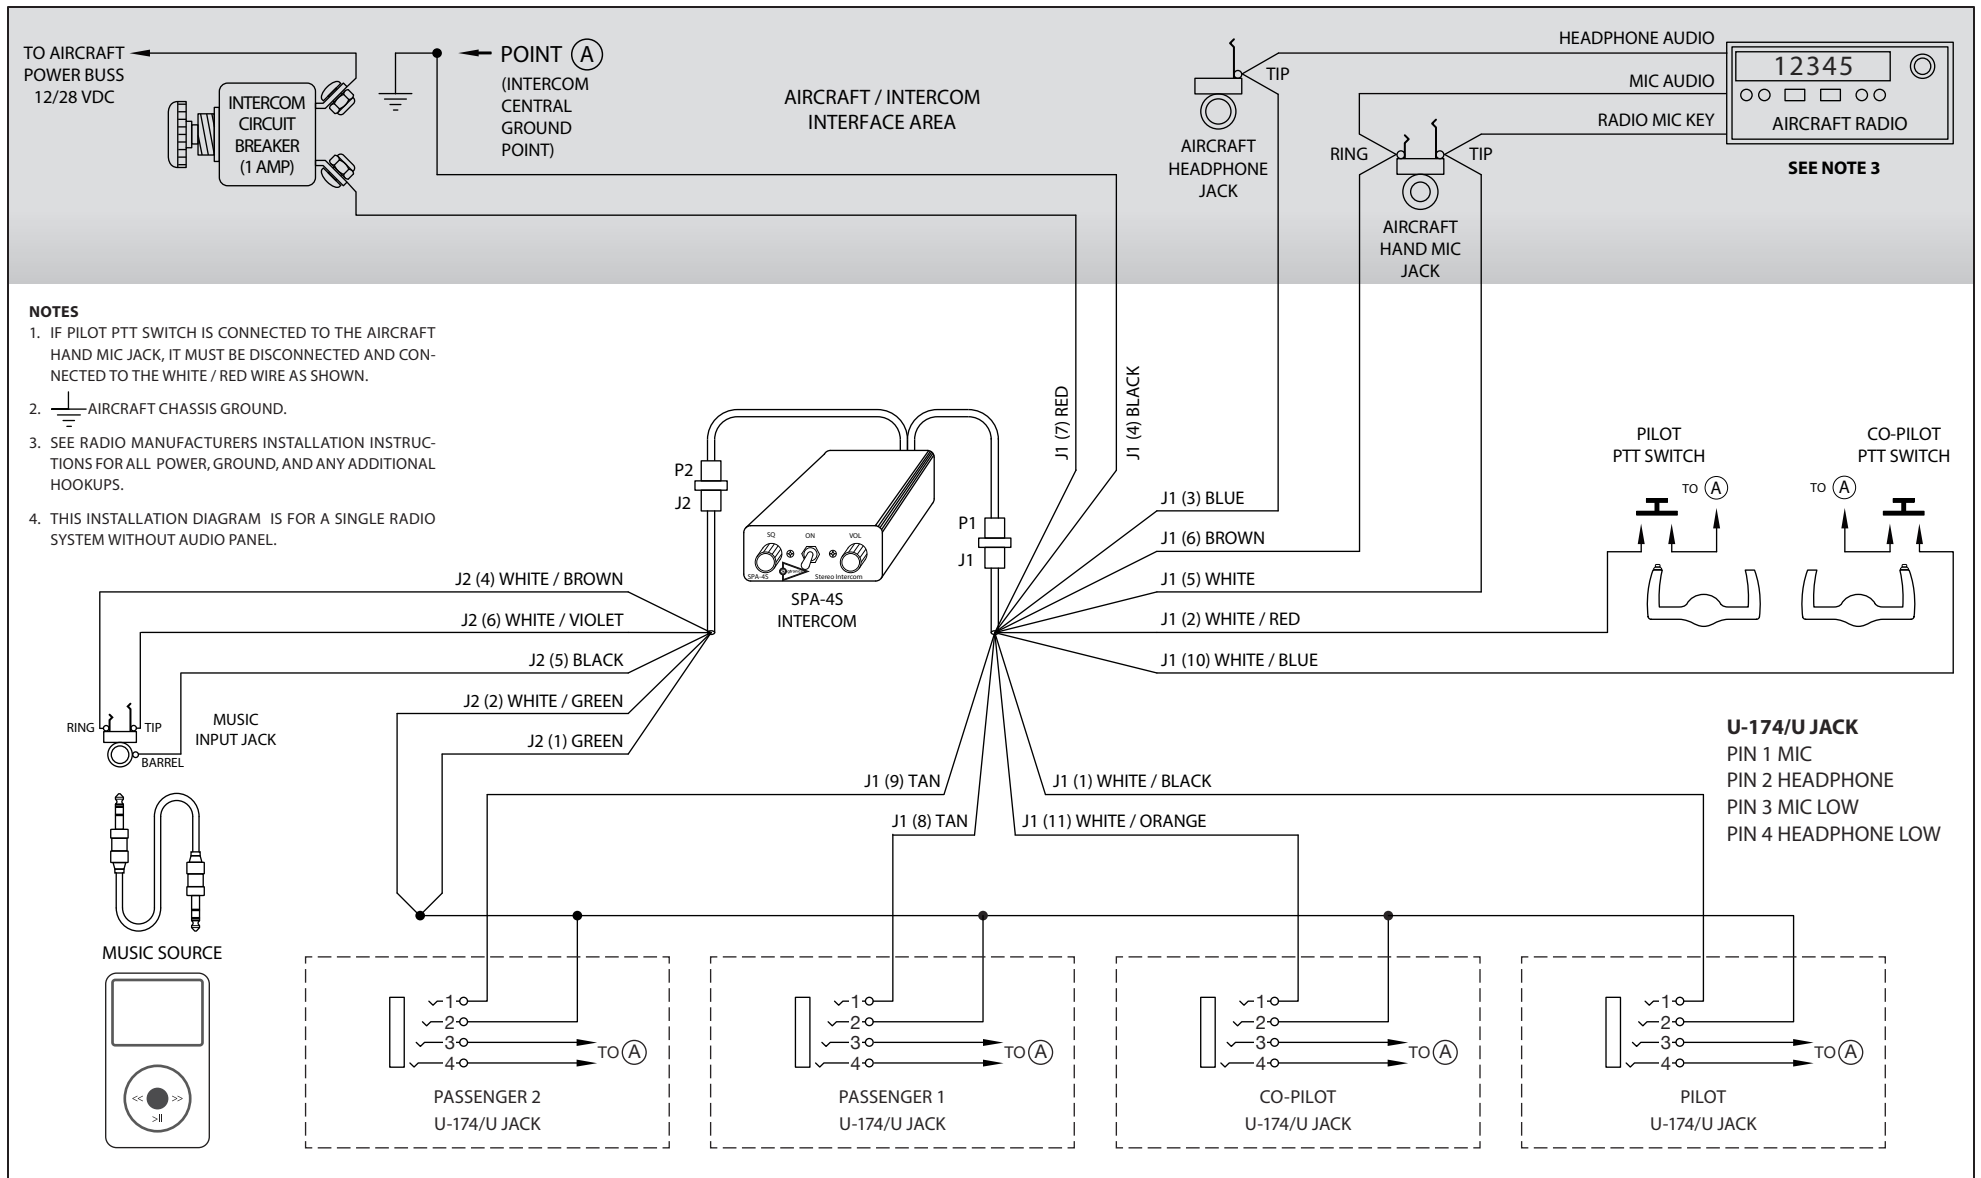 TO AIRCRAFT
POWER BUSS
12/28 VDC
INTERCOM
CIRCUIT
BREAKER
(1 AMP)
POINT A
(INTERCOM
CENTRAL
GROUND
POINT)
AIRCRAFT / INTERCOM
INTERFACE AREA
TIP
AIRCRAFT
HEADPHONE
JACK
HEADPHONE AUDIO
MIC AUDIO
RADIO MIC KEY
RING
TIP
AIRCRAFT
HAND MIC
JACK
12345
AIRCRAFT RADIO
SEE NOTE 3
NOTES
1. IF PILOT PTT SWITCH IS CONNECTED TO THE AIRCRAFT
HAND MIC JACK, IT MUST BE DISCONNECTED AND CON-
NECTED TO THE WHITE / RED WIRE AS SHOWN.
2. AIRCRAFT CHASSIS GROUND.
3. SEE RADIO MANUFACTURERS INSTALLATION INSTRUC-
TIONS FOR ALL POWER, GROUND, AND ANY ADDITIONAL
HOOKUPS.
4. THIS INSTALLATION DIAGRAM IS FOR A SINGLE RADIO
SYSTEM WITHOUT AUDIO PANEL.
J1 (7) RED
J1 (4) BLACK
P2
J2
P1
J1
SQ
ON
VOL
SPA-4S
Stereo Intercom
SPA-4S
INTERCOM
J1 (3) BLUE
J1 (6) BROWN
J1 (5) WHITE
J1 (2) WHITE / RED
J1 (10) WHITE / BLUE
PILOT
PTT SWITCH
TO A
CO-PILOT
PTT SWITCH
TO A
J2 (4) WHITE / BROWN
J2 (6) WHITE / VIOLET
J2 (5) BLACK
J2 (2) WHITE / GREEN
J2 (1) GREEN
RING
TIP
BARREL
MUSIC
INPUT JACK
J1 (9) TAN
J1 (8) TAN
J1 (1) WHITE / BLACK
J1 (11) WHITE / ORANGE
U-174/U JACK
PIN 1 MIC
PIN 2 HEADPHONE
PIN 3 MIC LOW
PIN 4 HEADPHONE LOW
MUSIC SOURCE
<< >>
>||
1
2
3
4
TO A
PASSENGER 2
U-174/U JACK
1
2
3
4
TO A
PASSENGER 1
U-174/U JACK
1
2
3
4
TO A
CO-PILOT
U-174/U JACK
1
2
3
4
TO A
PILOT
U-174/U JACK